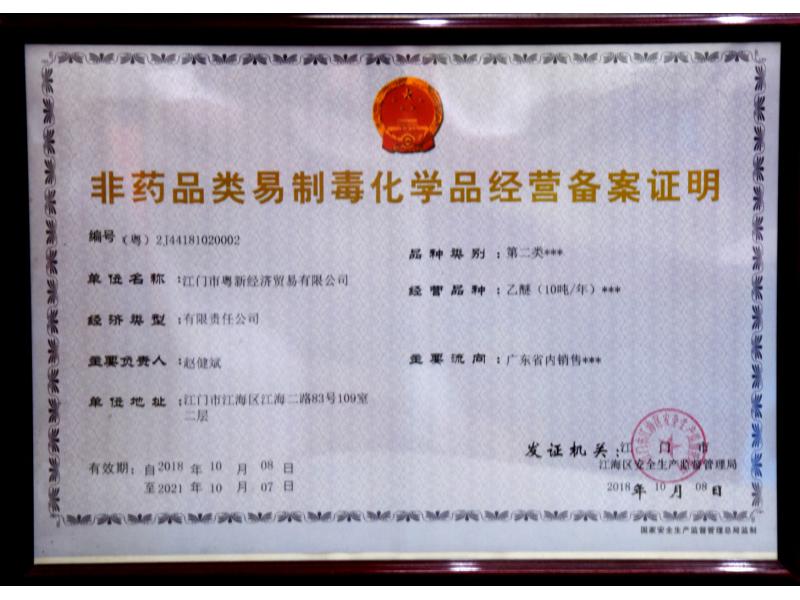 非药品类易制毒化学品经营备案证明
编号（粤）2J44181020002
品种类别：第二类***
单位名称：江门市粤新经济贸易有限公司
经营品种：乙醚（10吨/年）***
经济类型：有限责任公司
主要负责人：赵健斌
主要流向：广东省内销售***
单位地址：江门市江海区江海二路83号109室
二层
发证机关：江门市
江海区安全生产监督管理局
有效期：自2018年10月08日
至2021年10月07日
2018年10月08日
国家安全生产监督管理总局监制